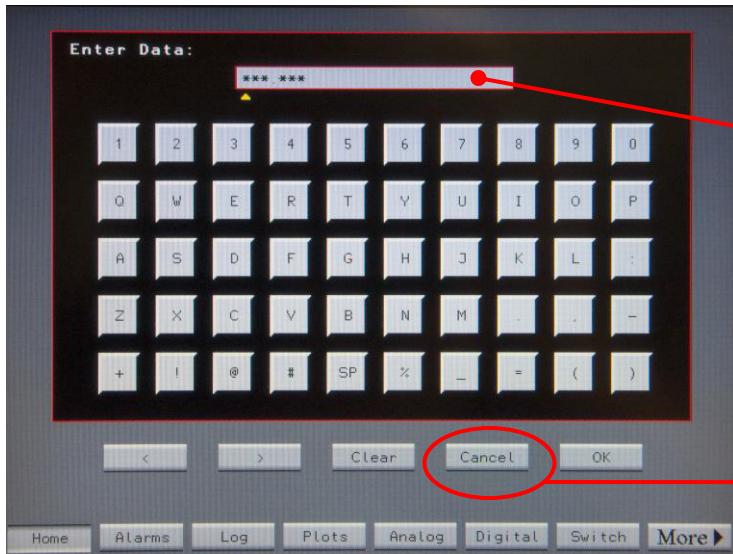 Enter Data:
***.***
1 2 3 4 5 6 7 8 9 0
Q W E R T Y U I O P
A S D F G H J K L :
Z X C V B N M . , -
+ ! @ # SP % _ = ( )
< > Clear Cancel OK
Home Alarms Log Plots Analog Digital Switch More